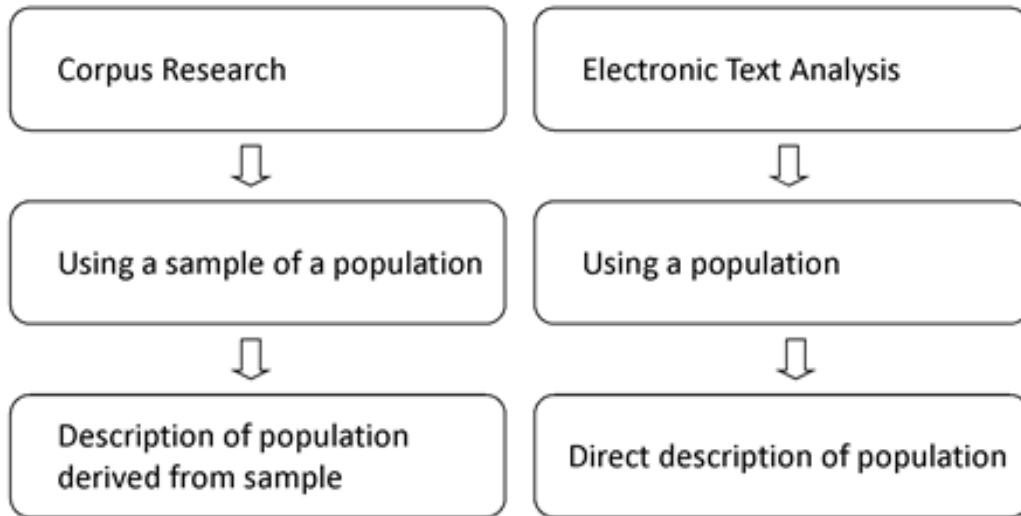 Corpus Research
Using a sample of a population
Description of population
derived from sample
Electronic Text Analysis
Using a population
Direct description of population